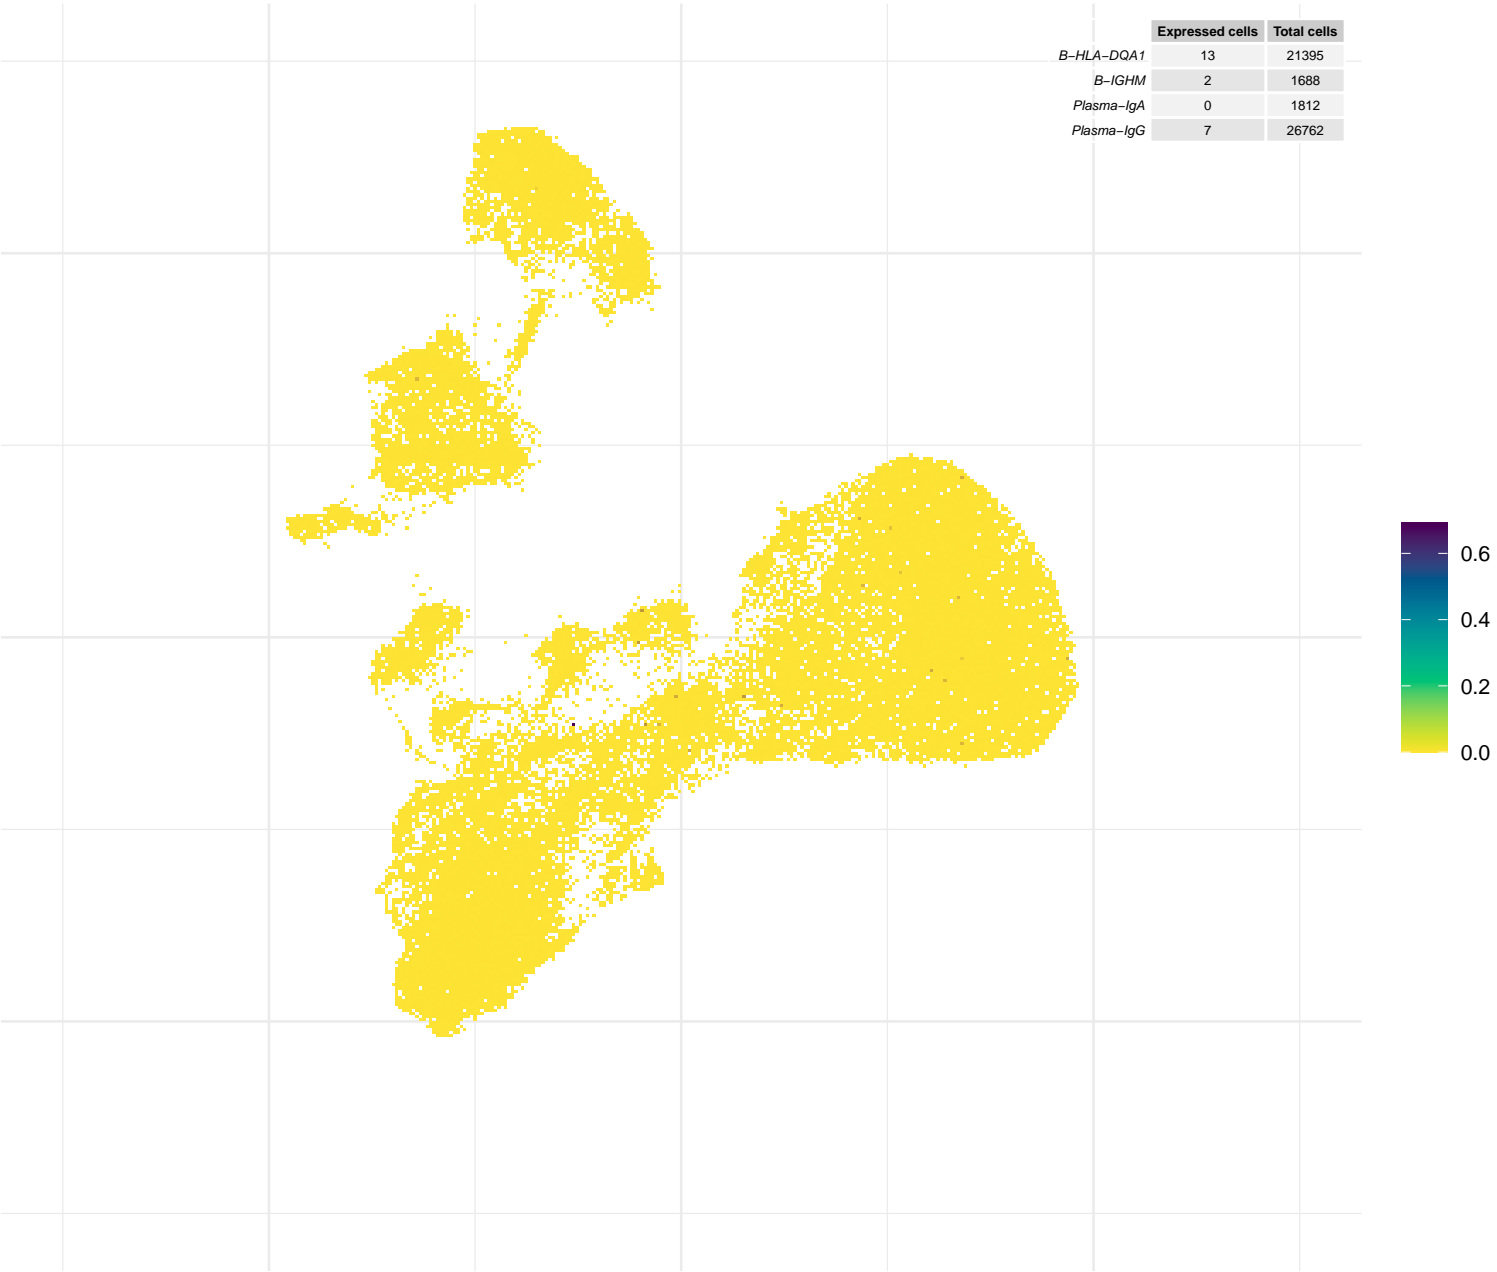 Expressed cells Total cells
B−HLA−DQA1 13 21395
B−IGHM 2 1688
Plasma−IgA 0 1812
Plasma−IgG 7 26762
0.6
0.4
0.2
0.0